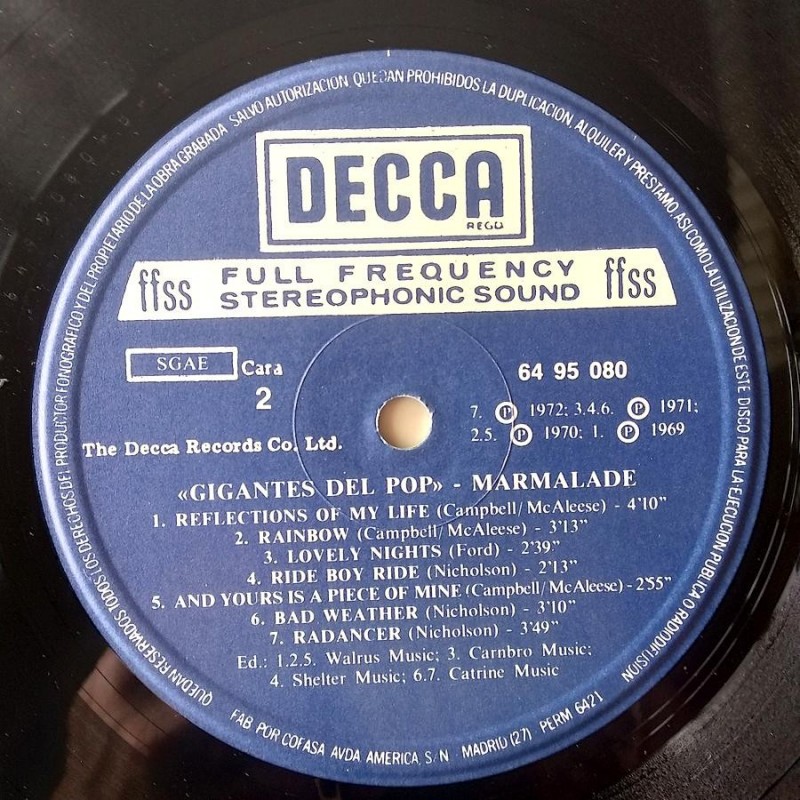 DECCA
REGD
ffss FULL FREQUENCY STEREOPHONIC SOUND ffss
SGAE Cara
2
64 95 080
7. Ⓟ 1972; 3.4.6. Ⓟ 1971;
2.5. Ⓟ 1970; 1. Ⓟ 1969
The Decca Records Co. Ltd.
«GIGANTES DEL POP» - MARMALADE
1. REFLECTIONS OF MY LIFE (Campbell/McAleese) - 4'10"
2. RAINBOW (Campbell/McAleese) - 3'13"
3. LOVELY NIGHTS (Ford) - 2'39"
4. RIDE BOY RIDE (Nicholson) - 2'13"
5. AND YOURS IS A PIECE OF MINE (Campbell/McAleese) - 2'55"
6. BAD WEATHER (Nicholson) - 3'10"
7. RADANCER (Nicholson) - 3'49"
Ed.: 1.2.5. Walrus Music; 3. Carnbro Music;
4. Shelter Music; 6.7. Catrine Music
QUEDAN RESERVADOS TODOS LOS DERECHOS DEL PRODUCTOR FONOGRAFICO Y DEL PROPIETARIO DE LA OBRA GRABADA. SALVO AUTORIZACION, QUEDAN PROHIBIDOS LA DUPLICACION, ALQUILER Y PRESTAMO, ASI COMO LA UTILIZACION DE ESTE DISCO PARA LA EJECUCION PUBLICA O RADIODIFUSION
FAB POR COFASA AVDA AMERICA, S/N MADRID (27) PERM 6421